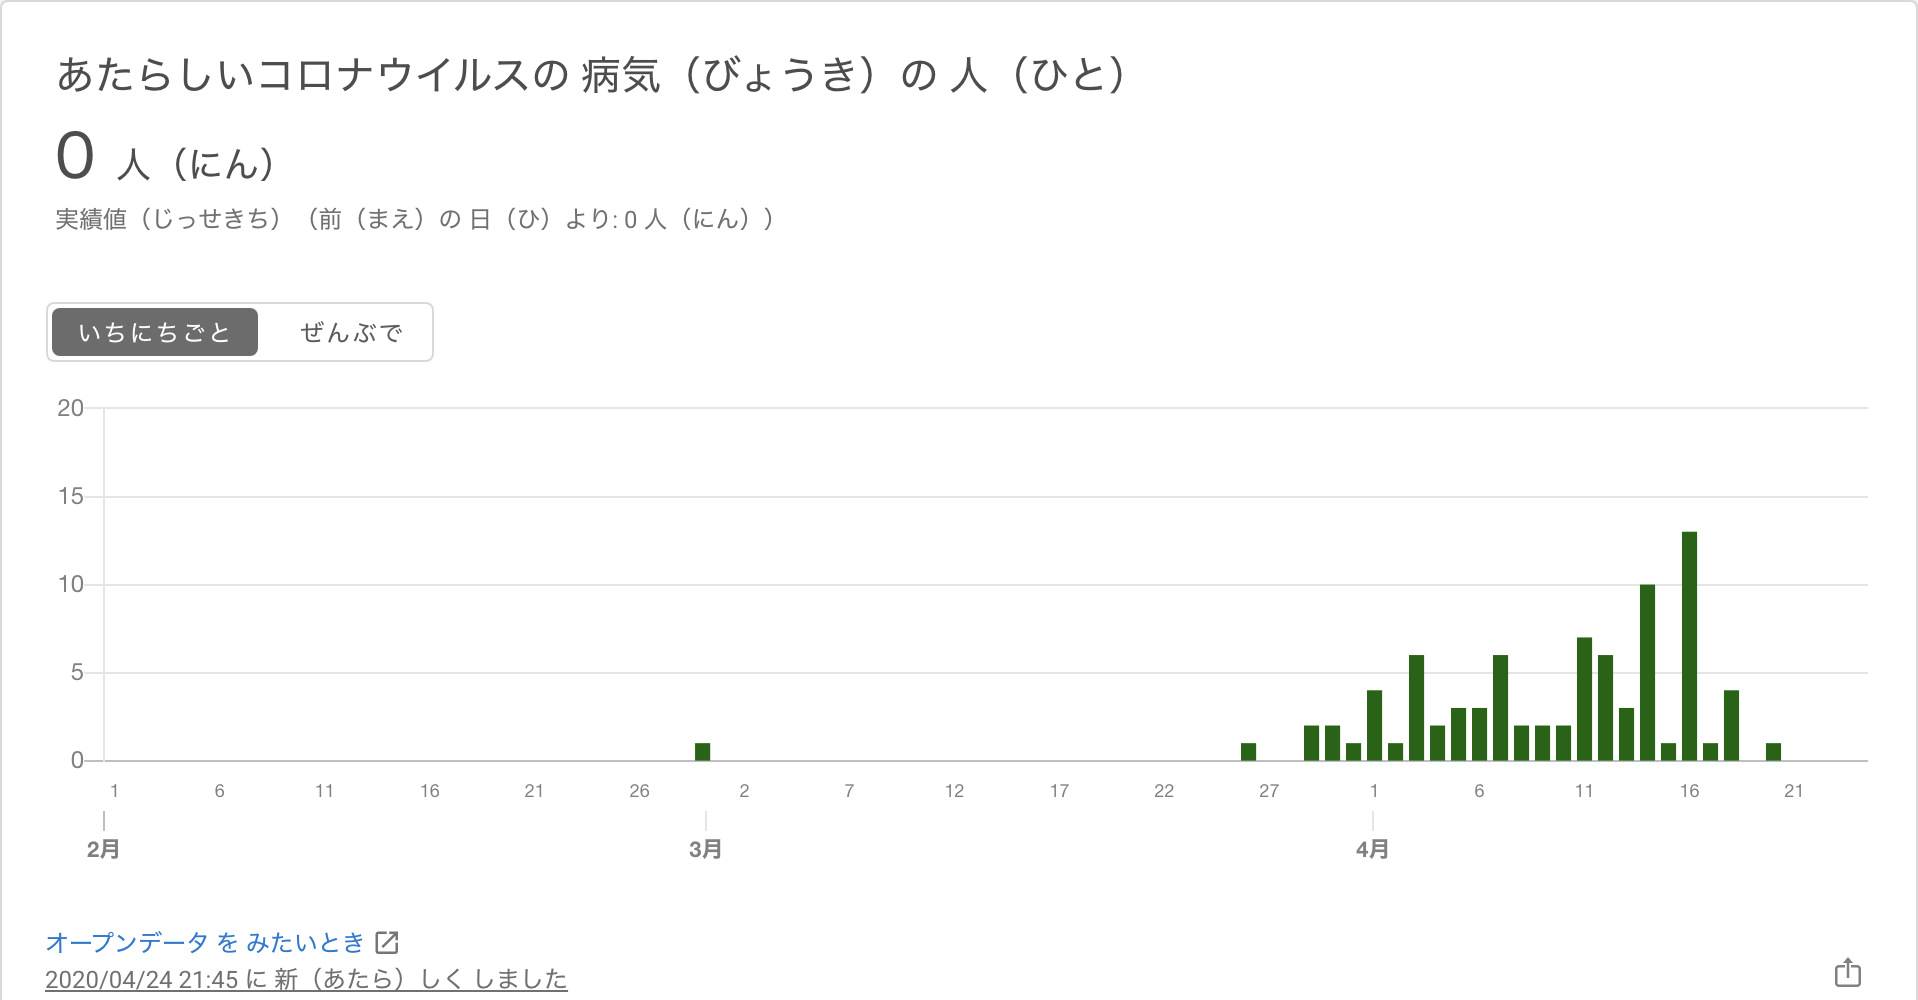 あたらしいコロナウイルスの 病気（びょうき）の 人（ひと）
0 人（にん）
実績値（じっせきち）（前（まえ）の 日（ひ）より: 0 人（にん））
いちにちごと ぜんぶで
20
15
10
5
0
1 6 11 16 21 26 2 7 12 17 22 27 1 6 11 16 21
2月 3月 4月
オープンデータ を みたいとき
2020/04/24 21:45 に 新（あたら）しく しました